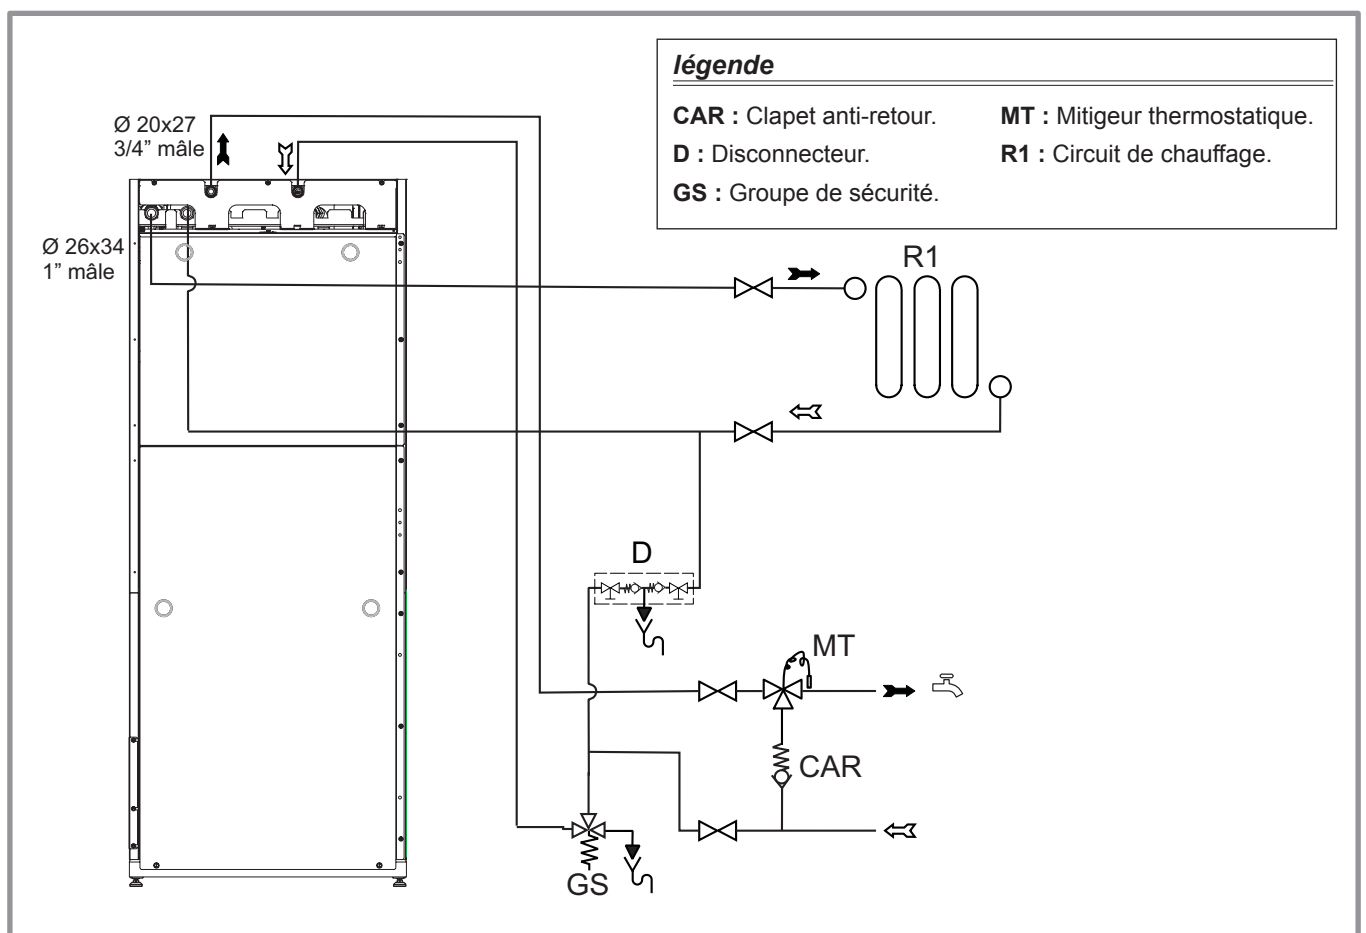 légende
CAR : Clapet anti-retour.
MT : Mitigeur thermostatique.
D : Disconnecteur.
R1 : Circuit de chauffage.
GS : Groupe de sécurité.
Ø 20x27
3/4” mâle
Ø 26x34
1” mâle
R1
D
MT
CAR
GS